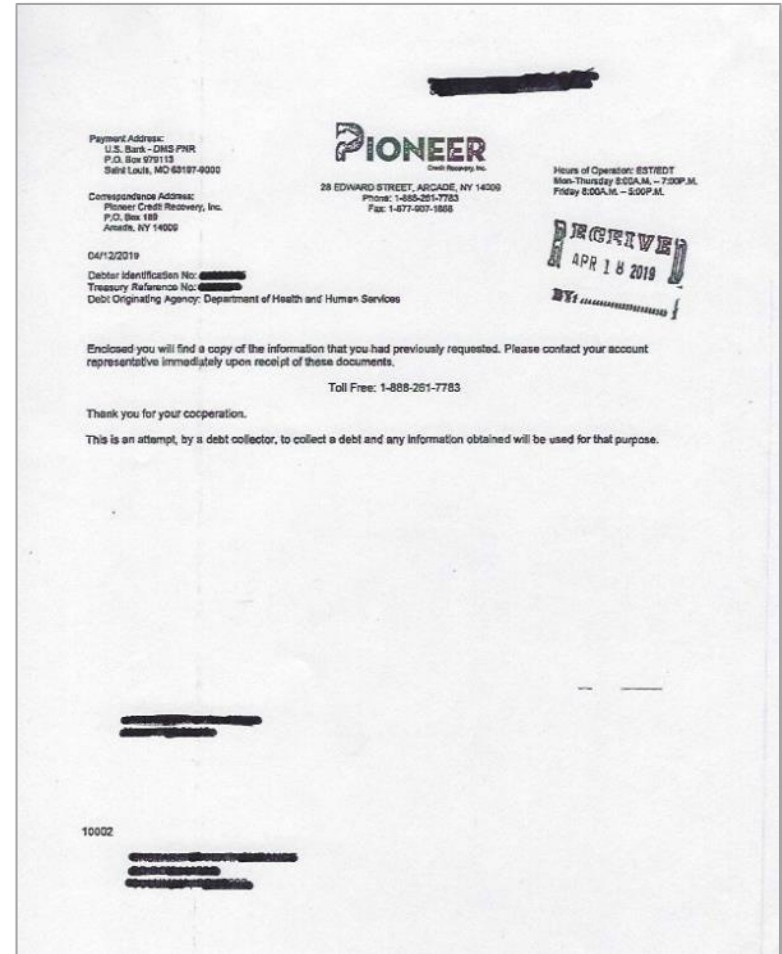 Payment Address:
U.S. Bank - DMS PNR
P.O. Box 979113
Saint Louis, MO 63197-9000
Correspondence Address:
Pioneer Credit Recovery, Inc.
P.O. Box 189
Arcade, NY 14009
PIONEER
Credit Recovery, Inc.
28 EDWARD STREET, ARCADE, NY 14009
Phone: 1-888-261-7783
Fax: 1-877-907-1868
Hours of Operation: EST/EDT
Mon-Thursday 8:00A.M. – 7:00P.M.
Friday 8:00A.M. – 5:00P.M.
RECEIVED
APR 18 2019
BY:
04/12/2019
Debtor Identification No:
Treasury Reference No:
Debt Originating Agency: Department of Health and Human Services
Enclosed you will find a copy of the information that you had previously requested. Please contact your account
representative immediately upon receipt of these documents.
Toll Free: 1-888-261-7783
Thank you for your cooperation.
This is an attempt, by a debt collector, to collect a debt and any information obtained will be used for that purpose.
10002